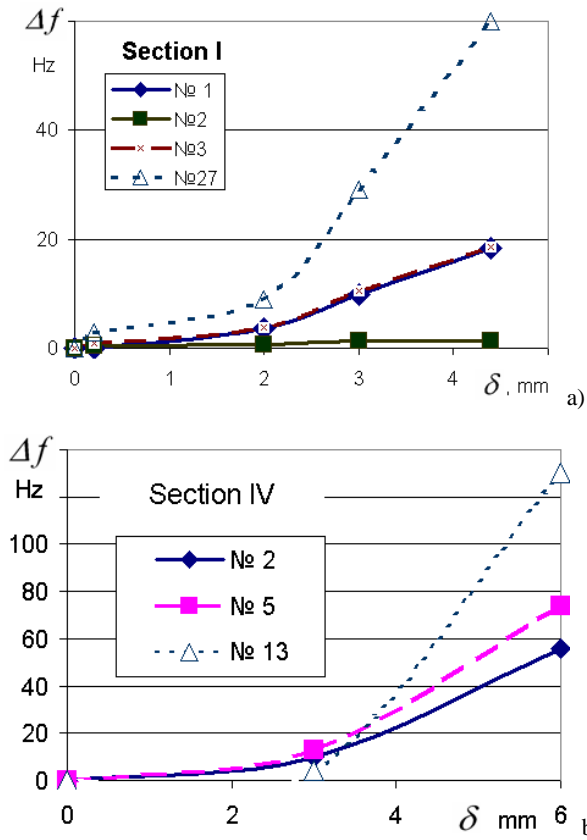 Δf
Hz
Section I
№ 1
№2
№3
№27
40
20
0
0 1 2 3 4
δ, mm
a)
Δf
Hz
Section IV
№ 2
№ 5
№ 13
100
80
60
40
20
0
0 2 4 6
δ mm
b